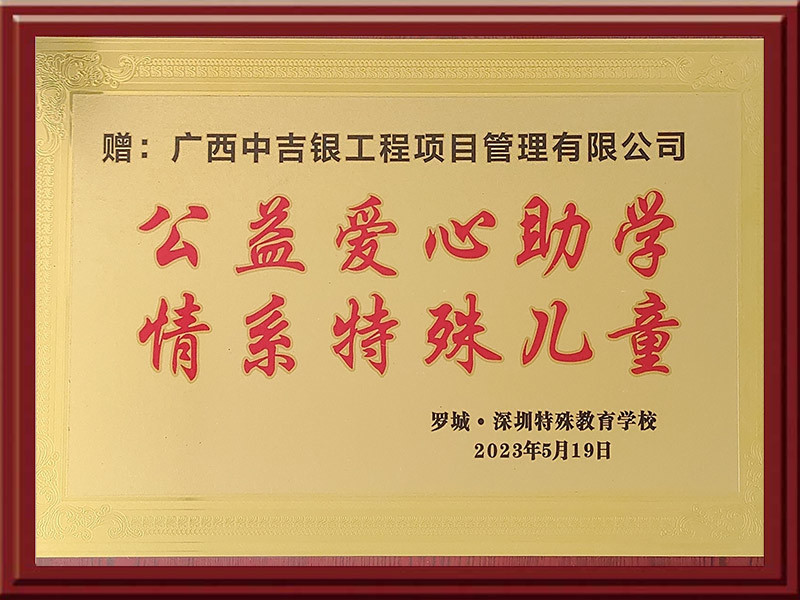 赠：广西中吉银工程项目管理有限公司
公益爱心助学
情系特殊儿童
罗城·深圳特殊教育学校
2023年5月19日